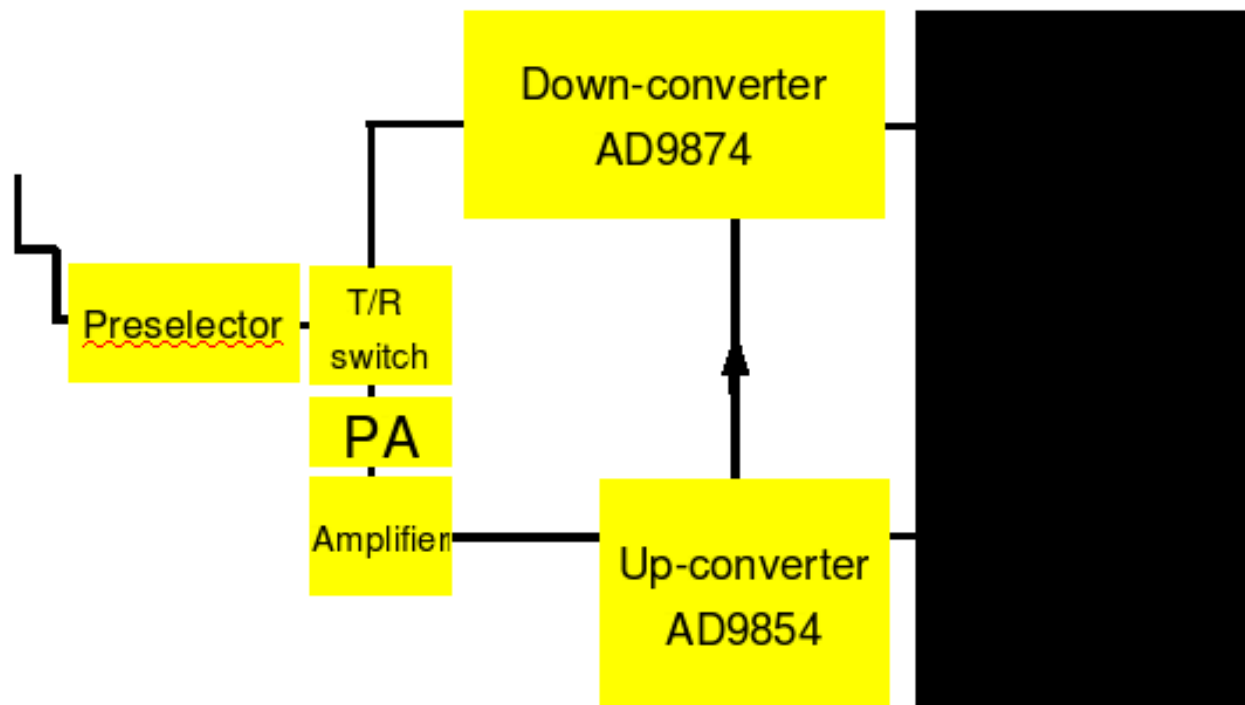 Down-converter
AD9874
Preselector
T/R
switch
PA
Amplifier
Up-converter
AD9854